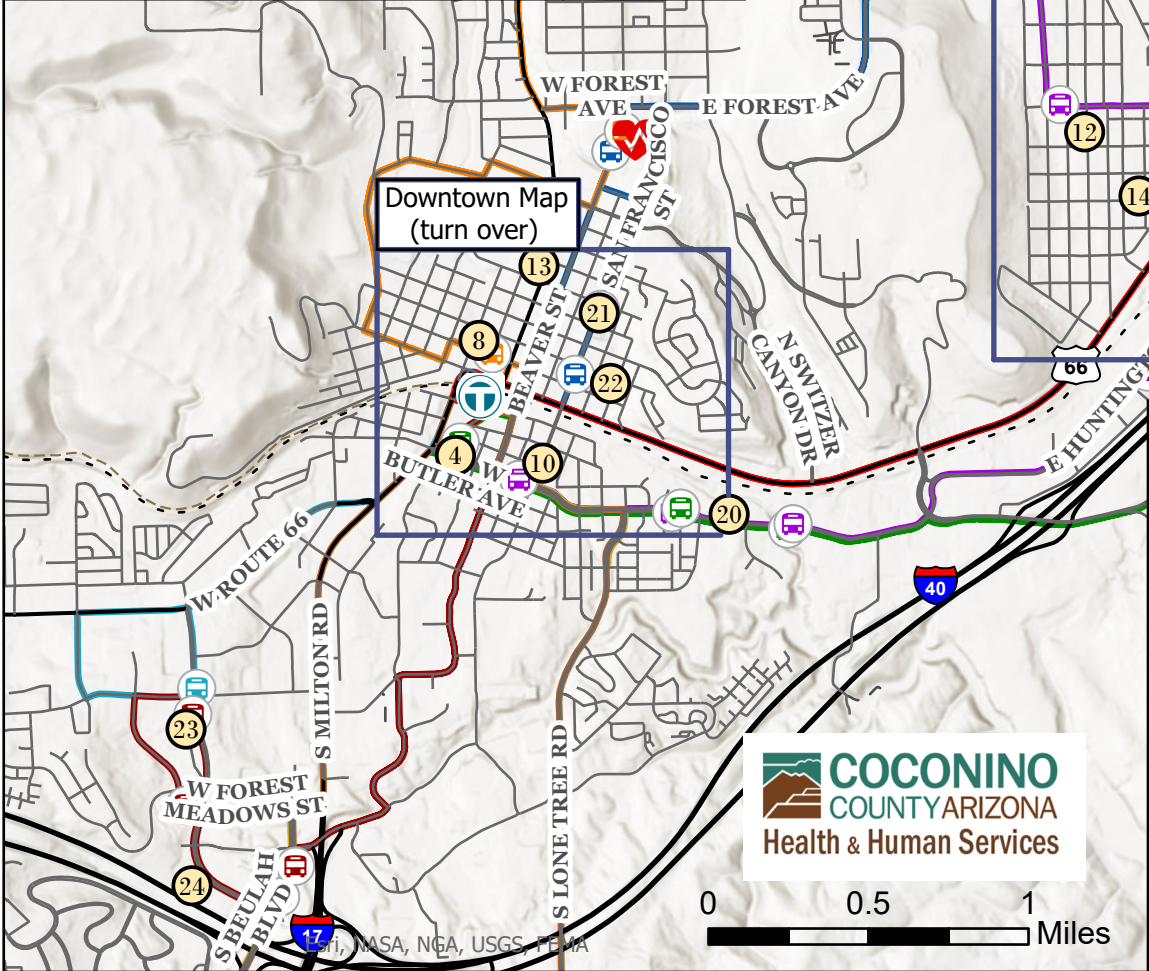 W FOREST
AVE
E FOREST AVE
12
SAN FRANCISCO
ST
14
Downtown Map
(turn over)
13
BEAVER ST
21
8
N SWITZER
CANYON DR
66
22
4
W
BUTLER AVE
10
20
W ROUTE 66
40
S MILTON RD
23
W FOREST
MEADOWS ST
S LONE TREE RD
COCONINO
COUNTY ARIZONA
Health & Human Services
24
S BEULAH
BLVD
17
Esri, NASA, NGA, USGS, FEMA
0 0.5 1
Miles